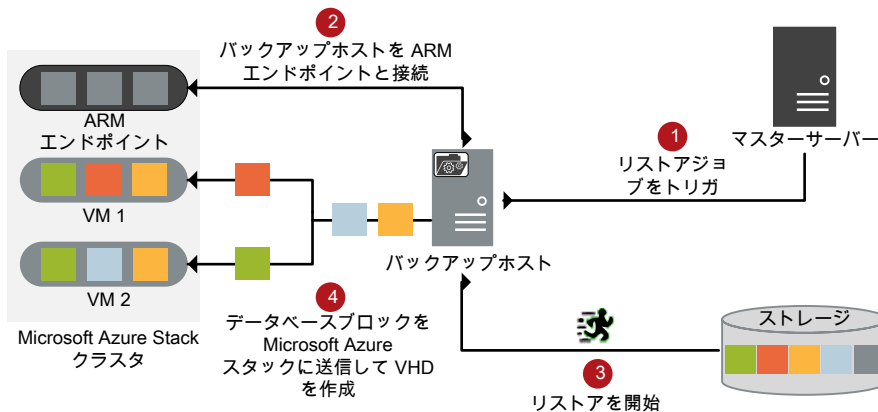 2
バックアップホストを ARM
エンドポイントと接続
ARM
エンドポイント
1
リストアジョ
ブをトリガ
マスターサーバー
VM 1
VM 2
バックアップホスト
Microsoft Azure Stack
クラスタ
4
データベースブロックを
Microsoft Azure
スタックに送信して VHD
を作成
3
リストアを開始
ストレージ